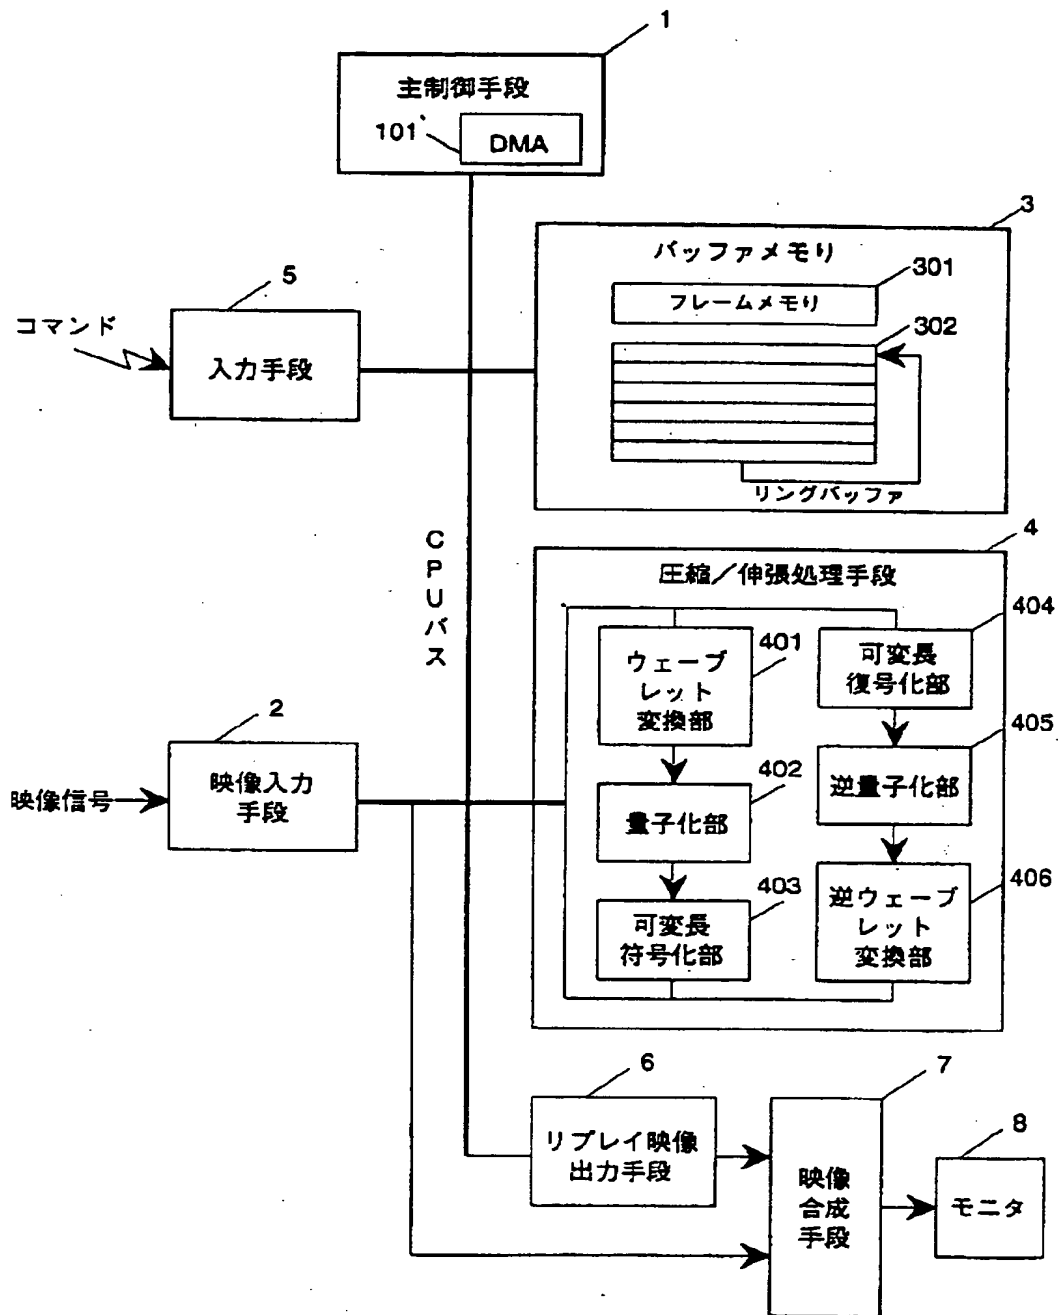 1
主制御手段
101
DMA
3
バッファメモリ
301
フレームメモリ
302
リングバッファ
5
コマンド
入力手段
CPUバス
4
圧縮／伸張処理手段
401
ウェーブ
レット
変換部
402
量子化部
403
可変長
符号化部
404
可変長
復号化部
405
逆量子化部
406
逆ウェーブ
レット
変換部
2
映像信号
映像入力
手段
6
リプレイ映像
出力手段
7
映像
合成
手段
8
モニタ